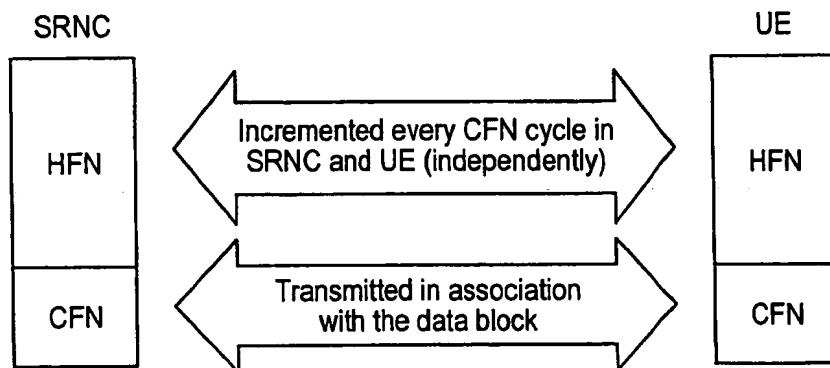 SRNC
UE
HFN
Incremented every CFN cycle in
SRNC and UE (independently)
HFN
CFN
Transmitted in association
with the data block
CFN